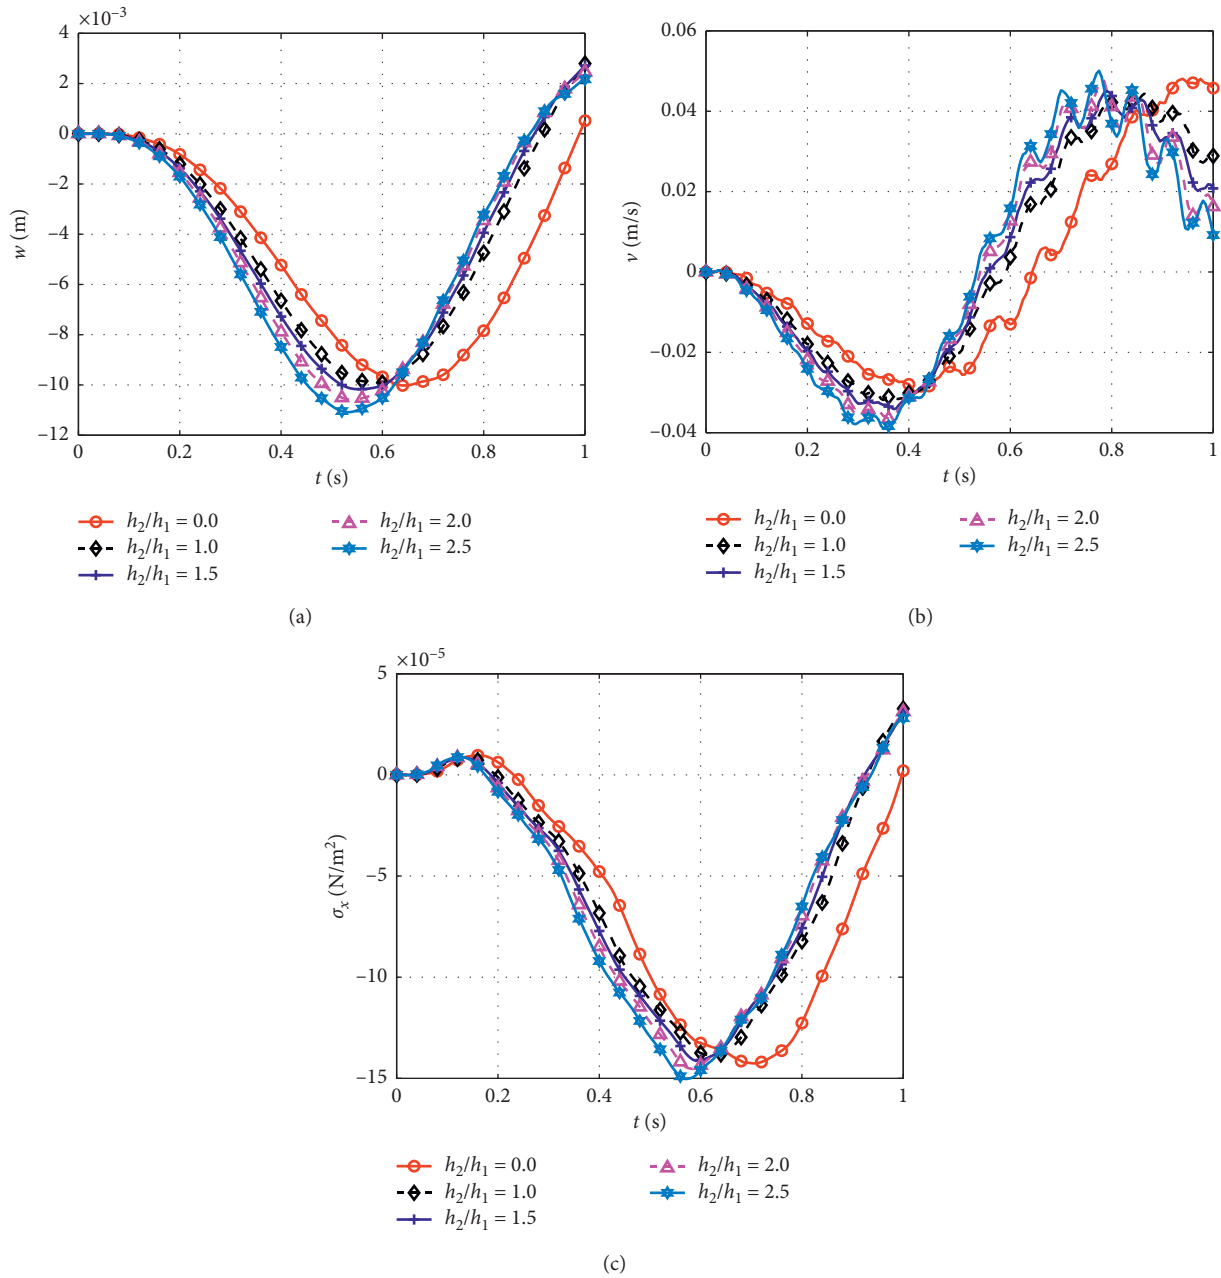 ×10⁻³
4
2
0
−2
−4
−6
−8
−10
−12
w (m)
0 0.2 0.4 0.6 0.8 1
t (s)
h₂/h₁ = 0.0
h₂/h₁ = 1.0
h₂/h₁ = 1.5
h₂/h₁ = 2.0
h₂/h₁ = 2.5
(a)
0.06
0.04
0.02
0
−0.02
−0.04
v (m/s)
0 0.2 0.4 0.6 0.8 1
t (s)
h₂/h₁ = 0.0
h₂/h₁ = 1.0
h₂/h₁ = 1.5
h₂/h₁ = 2.0
h₂/h₁ = 2.5
(b)
×10⁻⁵
5
0
−5
−10
−15
σₓ (N/m²)
0 0.2 0.4 0.6 0.8 1
t (s)
h₂/h₁ = 0.0
h₂/h₁ = 1.0
h₂/h₁ = 1.5
h₂/h₁ = 2.0
h₂/h₁ = 2.5
(c)